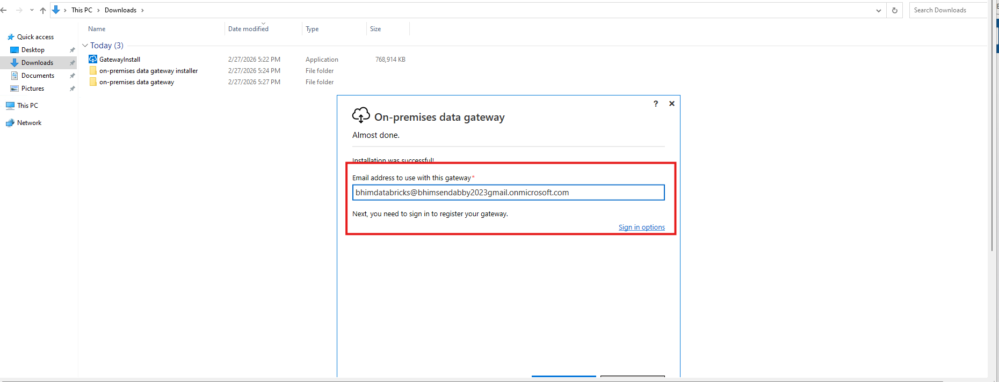 This PC > Downloads >
Search Downloads
Name Date modified Type Size
Quick access
Desktop
Downloads
Documents
Pictures
This PC
Network
Today (3)
GatewayInstall 2/27/2026 5:22 PM Application 768,914 KB
on-premises data gateway installer 2/27/2026 5:24 PM File folder
on-premises data gateway 2/27/2026 5:27 PM File folder
? ×
On-premises data gateway
Almost done.
Installation was successful!
Email address to use with this gateway*
bhimdatabricks@bhimsendabby2023gmail.onmicrosoft.com
Next, you need to sign in to register your gateway.
Sign in options